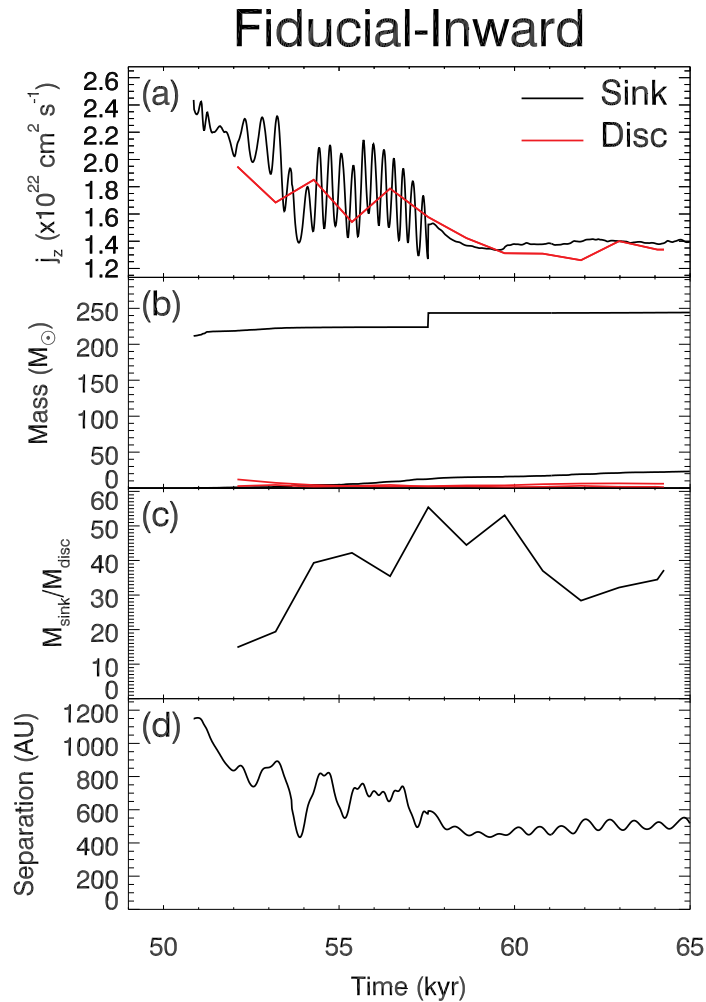 Fiducial-Inward
(a)
Sink
Disc
j_z (x10^22 cm^2 s^-1)
2.6
2.4
2.2
2.0
1.8
1.6
1.4
1.2
(b)
Mass (M_⊙)
250
200
150
100
50
0
(c)
M_sink/M_disc
60
50
40
30
20
10
0
(d)
Separation (AU)
1200
1000
800
600
400
200
0
50 55 60 65
Time (kyr)